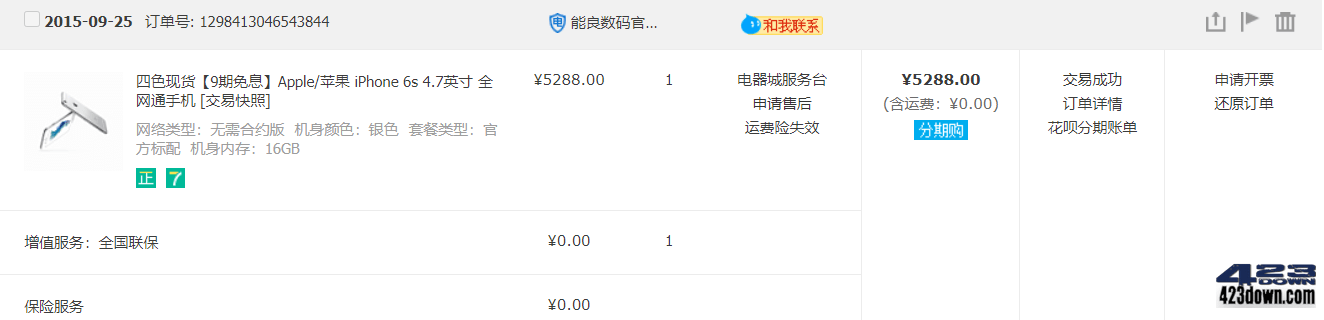 2015-09-25 订单号: 1298413046543844 能良数码官... 和我联系
四色现货【9期免息】Apple/苹果 iPhone 6s 4.7英寸 全
网通手机 [交易快照]
网络类型：无需合约版 机身颜色：银色 套餐类型：官
方标配 机身内存：16GB
正 7
¥5288.00
1
电器城服务台
申请售后
运费险失效
¥5288.00
(含运费：¥0.00)
分期购
交易成功
订单详情
花呗分期账单
申请开票
还原订单
增值服务：全国联保 ¥0.00 1
保险服务 ¥0.00
423
DOWN
423down.com